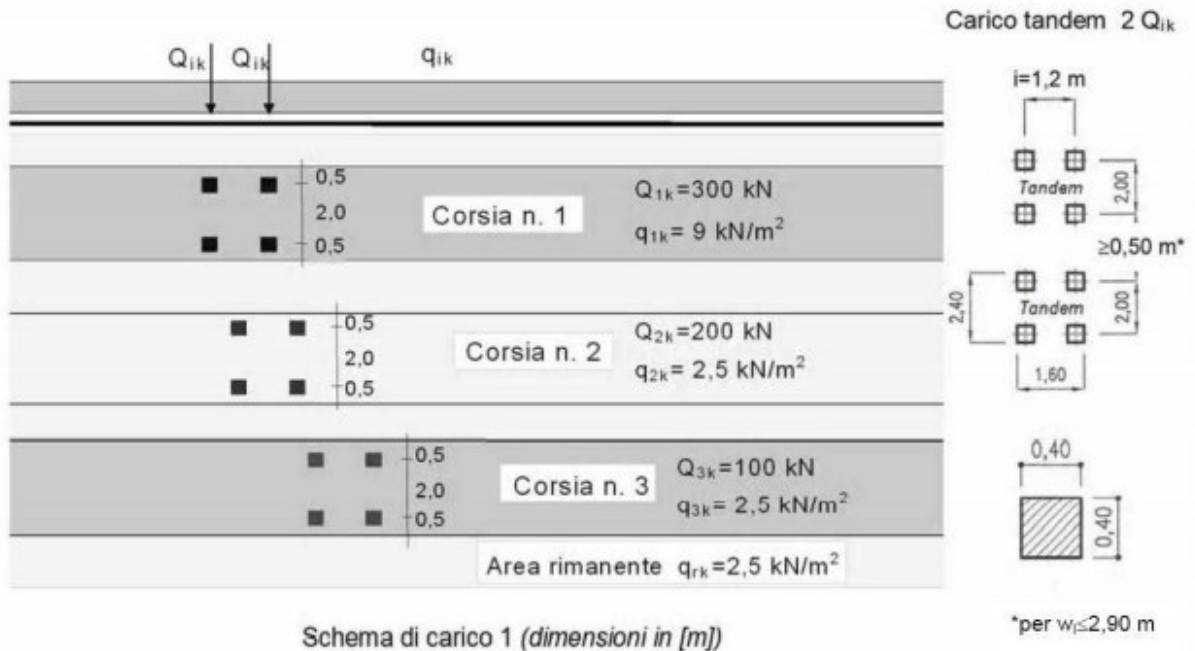 Carico tandem 2 Qik
Qik Qik qik
i=1,2 m
0,5
2,0
0,5
Corsia n. 1
Q1k=300 kN
q1k= 9 kN/m²
Tandem
2,00
≥0,50 m*
0,5
2,0
0,5
Corsia n. 2
Q2k=200 kN
q2k= 2,5 kN/m²
2,40
Tandem
2,00
1,60
0,5
2,0
0,5
Corsia n. 3
Q3k=100 kN
q3k= 2,5 kN/m²
0,40
0,40
Area rimanente qrk=2,5 kN/m²
Schema di carico 1 (dimensioni in [m])
*per wl≤2,90 m